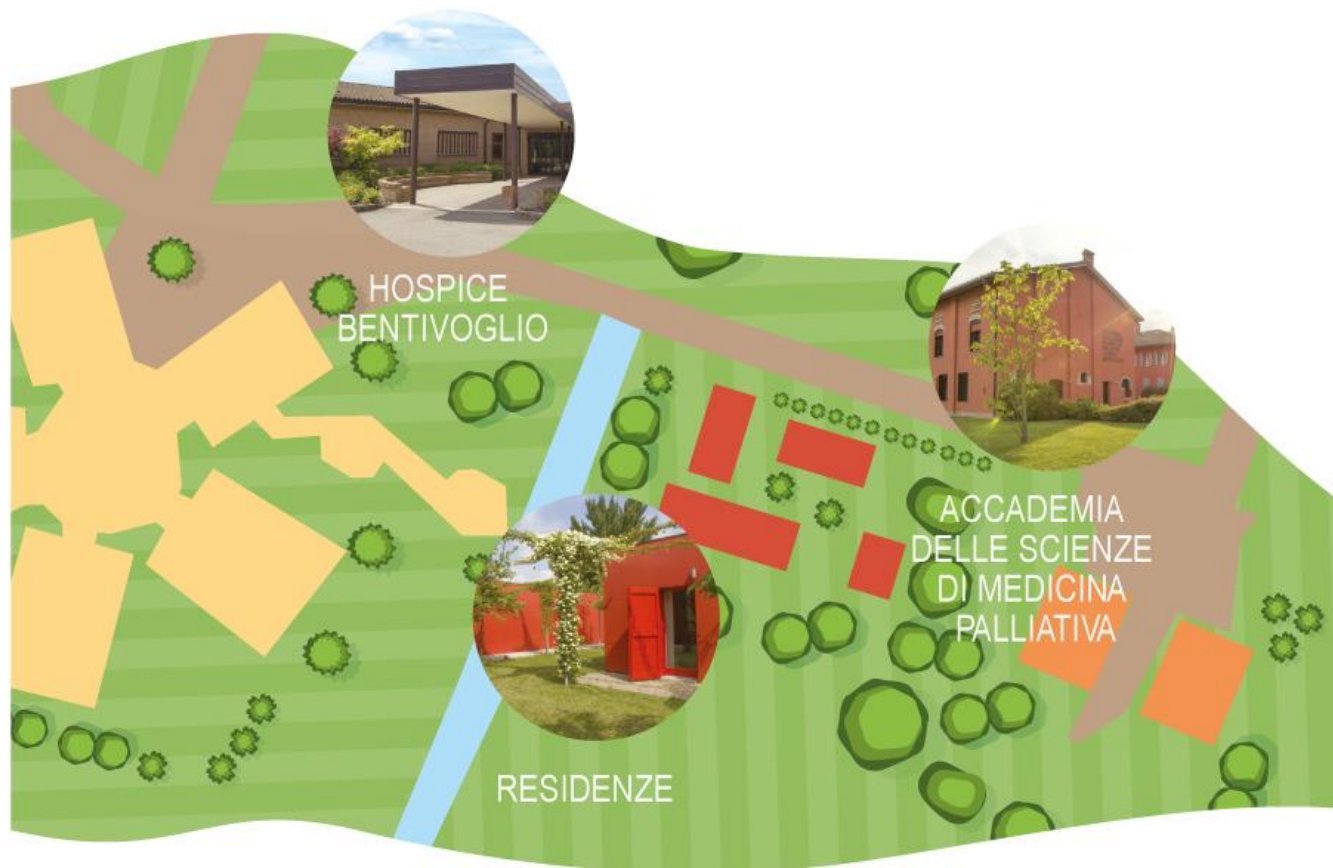 HOSPICE
BENTIVOGLIO
ACCADEMIA
DELLE SCIENZE
DI MEDICINA
PALLIATIVA
RESIDENZE